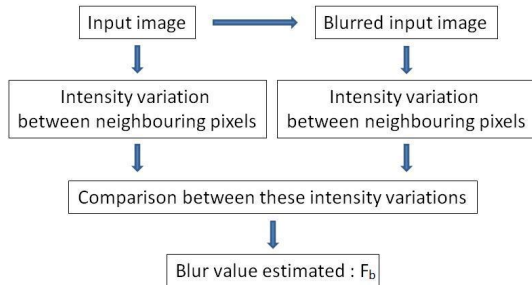 Input image
Blurred input image
Intensity variation
between neighbouring pixels
Intensity variation
between neighbouring pixels
Comparison between these intensity variations
Blur value estimated : Fb